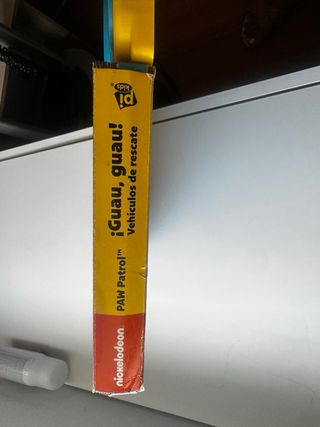 nickelodeon
PAW Patrol™
¡Guau, guau!
Vehículos de rescate
pi kids®